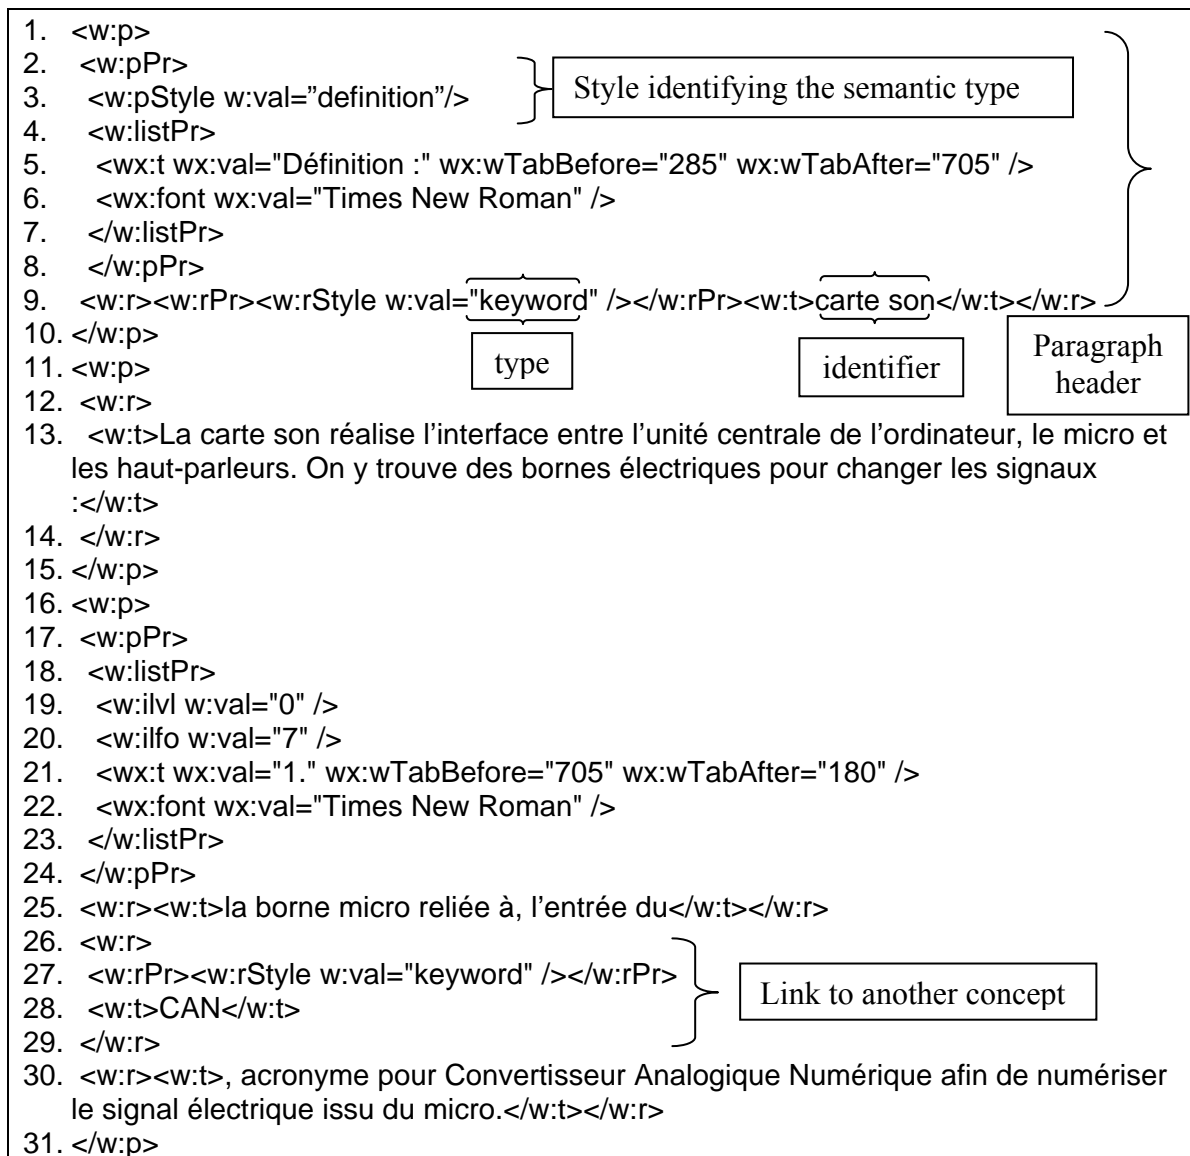 1. <w:p>
2. <w:pPr>
3. <w:pStyle w:val=”definition”/>
Style identifying the semantic type
4. <w:listPr>
5. <wx:t wx:val="Définition :" wx:wTabBefore="285" wx:wTabAfter="705" />
6. <wx:font wx:val="Times New Roman" />
7. </w:listPr>
8. </w:pPr>
9. <w:r><w:rPr><w:rStyle w:val="keyword" /></w:rPr><w:t>carte son</w:t></w:r>
type
identifier
Paragraph
header
10. </w:p>
11. <w:p>
12. <w:r>
13. <w:t>La carte son réalise l’interface entre l’unité centrale de l’ordinateur, le micro et
les haut-parleurs. On y trouve des bornes électriques pour changer les signaux
:</w:t>
14. </w:r>
15. </w:p>
16. <w:p>
17. <w:pPr>
18. <w:listPr>
19. <w:ilvl w:val="0" />
20. <w:ilfo w:val="7" />
21. <wx:t wx:val="1." wx:wTabBefore="705" wx:wTabAfter="180" />
22. <wx:font wx:val="Times New Roman" />
23. </w:listPr>
24. </w:pPr>
25. <w:r><w:t>la borne micro reliée à, l’entrée du</w:t></w:r>
26. <w:r>
27. <w:rPr><w:rStyle w:val="keyword" /></w:rPr>
28. <w:t>CAN</w:t>
Link to another concept
29. </w:r>
30. <w:r><w:t>, acronyme pour Convertisseur Analogique Numérique afin de numériser
le signal électrique issu du micro.</w:t></w:r>
31. </w:p>